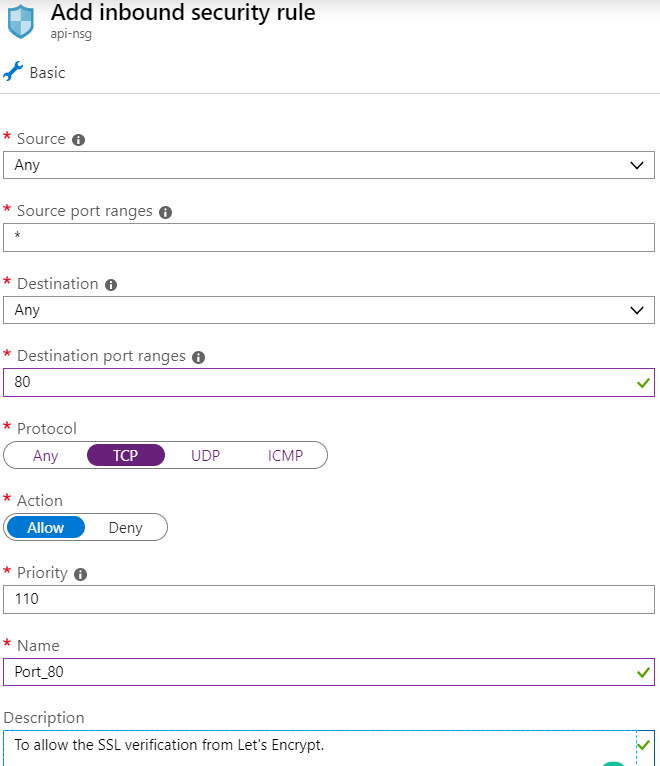 Add inbound security rule
api-nsg
Basic
* Source
Any
* Source port ranges
*
* Destination
Any
* Destination port ranges
80
* Protocol
Any TCP UDP ICMP
* Action
Allow Deny
* Priority
110
* Name
Port_80
Description
To allow the SSL verification from Let's Encrypt.